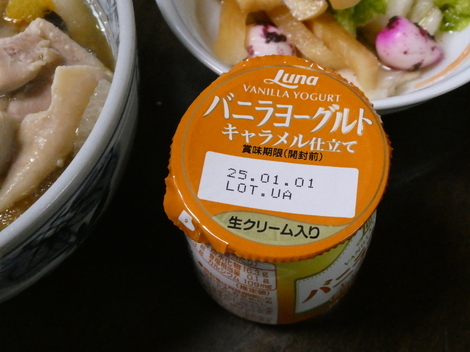 Luna
VANILLA YOGURT
バニラヨーグルト
キャラメル仕立て
賞味期限(開封前)
25.01.01
LOT.UA
生クリーム入り